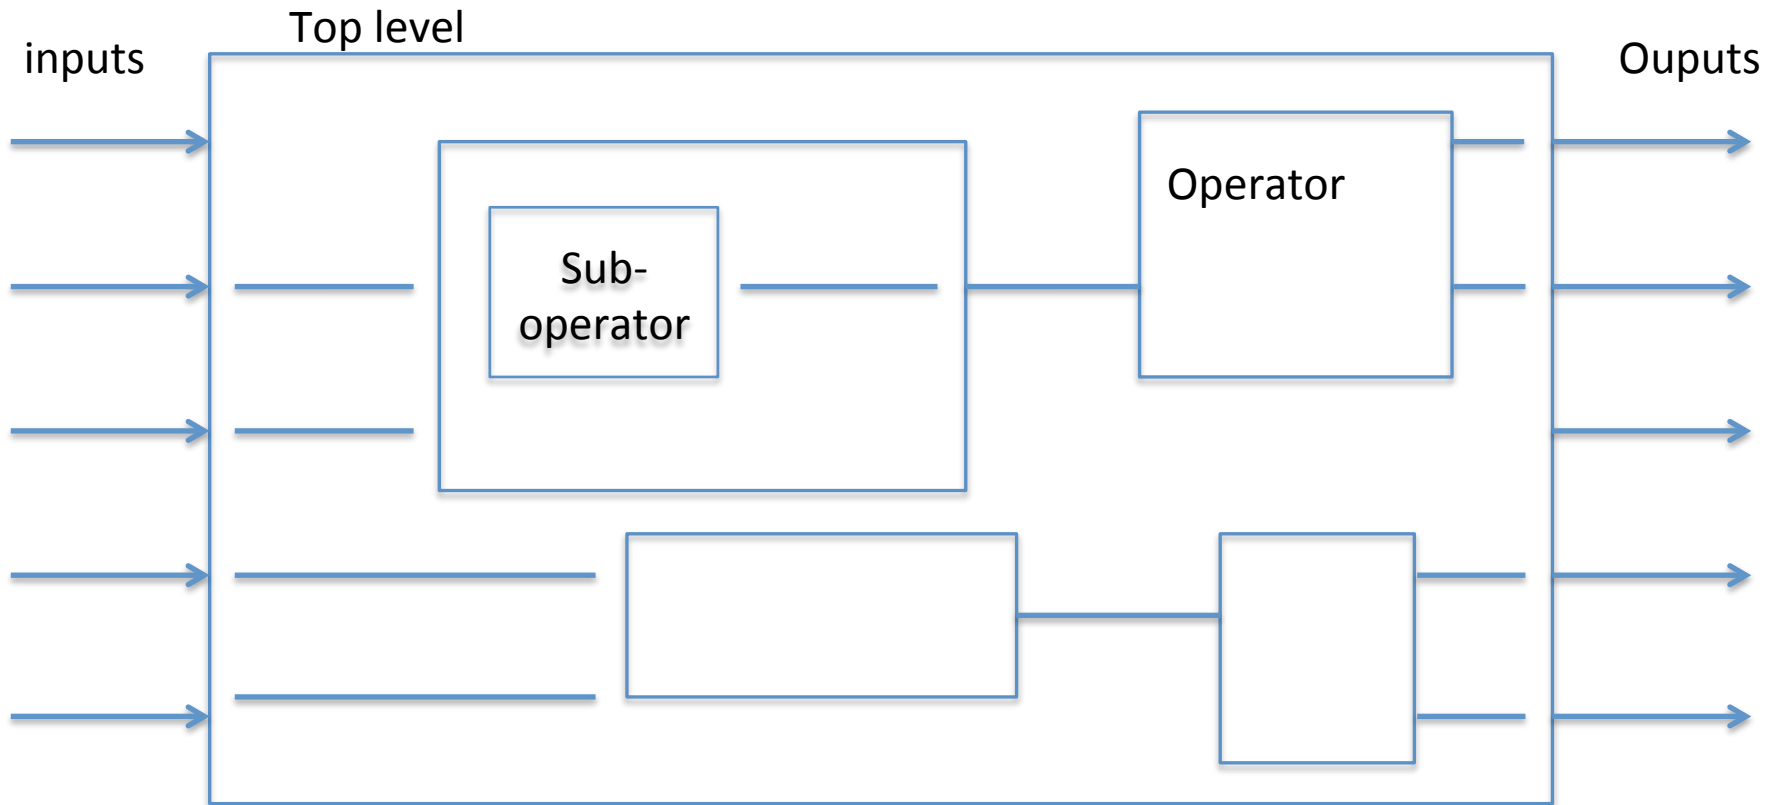 Top level
inputs
Ouputs
Operator
Sub-
operator